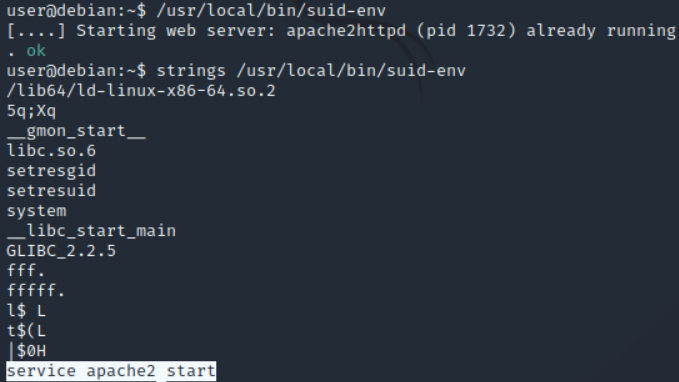 user@debian:~$ /usr/local/bin/suid-env
[....] Starting web server: apache2httpd (pid 1732) already running
. ok
user@debian:~$ strings /usr/local/bin/suid-env
/lib64/ld-linux-x86-64.so.2
5q;Xq
__gmon_start__
libc.so.6
setresgid
setresuid
system
__libc_start_main
GLIBC_2.2.5
fff.
fffff.
l$ L
t$(L
|$0H
service apache2 start